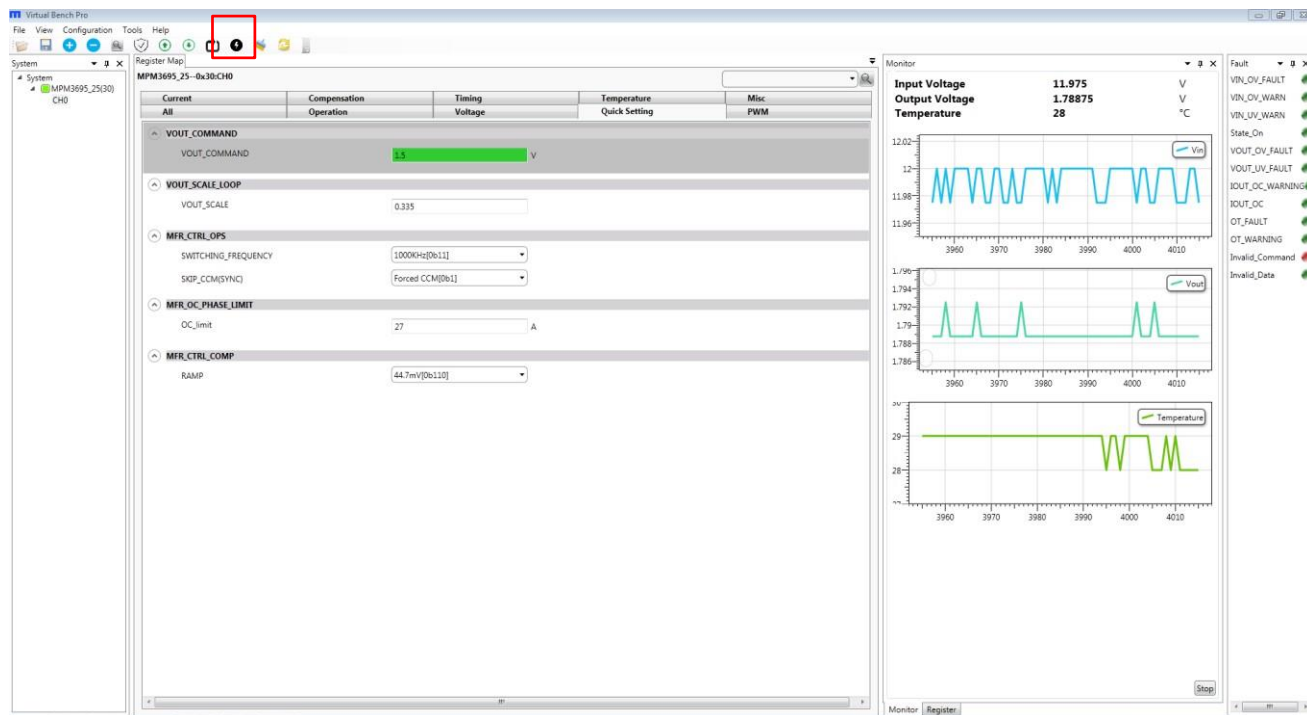 Virtual Bench Pro
File View Configuration Tools Help
System
System
MPM3695_25(30)
CH0
Register Map
MPM3695_25--0x30:CH0
Current Compensation Timing Temperature Misc
All Operation Voltage Quick Setting PWM
VOUT_COMMAND
VOUT_COMMAND 1.5 V
VOUT_SCALE_LOOP
VOUT_SCALE 0.335
MFR_CTRL_OPS
SWITCHING_FREQUENCY 1000KHz[0b11]
SKIP_CCM(SYNC) Forced CCM[0b1]
MFR_OC_PHASE_LIMIT
OC_limit 27 A
MFR_CTRL_COMP
RAMP 44.7mV[0b110]
Monitor
Input Voltage 11.975 V
Output Voltage 1.78875 V
Temperature 28 °C
12.02
Vin
12
11.98
11.96
3960 3970 3980 3990 4000 4010
1.796
Vout
1.794
1.792
1.79
1.788
1.786
3960 3970 3980 3990 4000 4010
30
Temperature
29
28
3960 3970 3980 3990 4000 4010
Stop
Monitor Register
Fault
VIN_OV_FAULT
VIN_OV_WARN
VIN_UV_WARN
State_On
VOUT_OV_FAULT
VOUT_UV_FAULT
IOUT_OC_WARNING
IOUT_OC
OT_FAULT
OT_WARNING
Invalid_Command
Invalid_Data